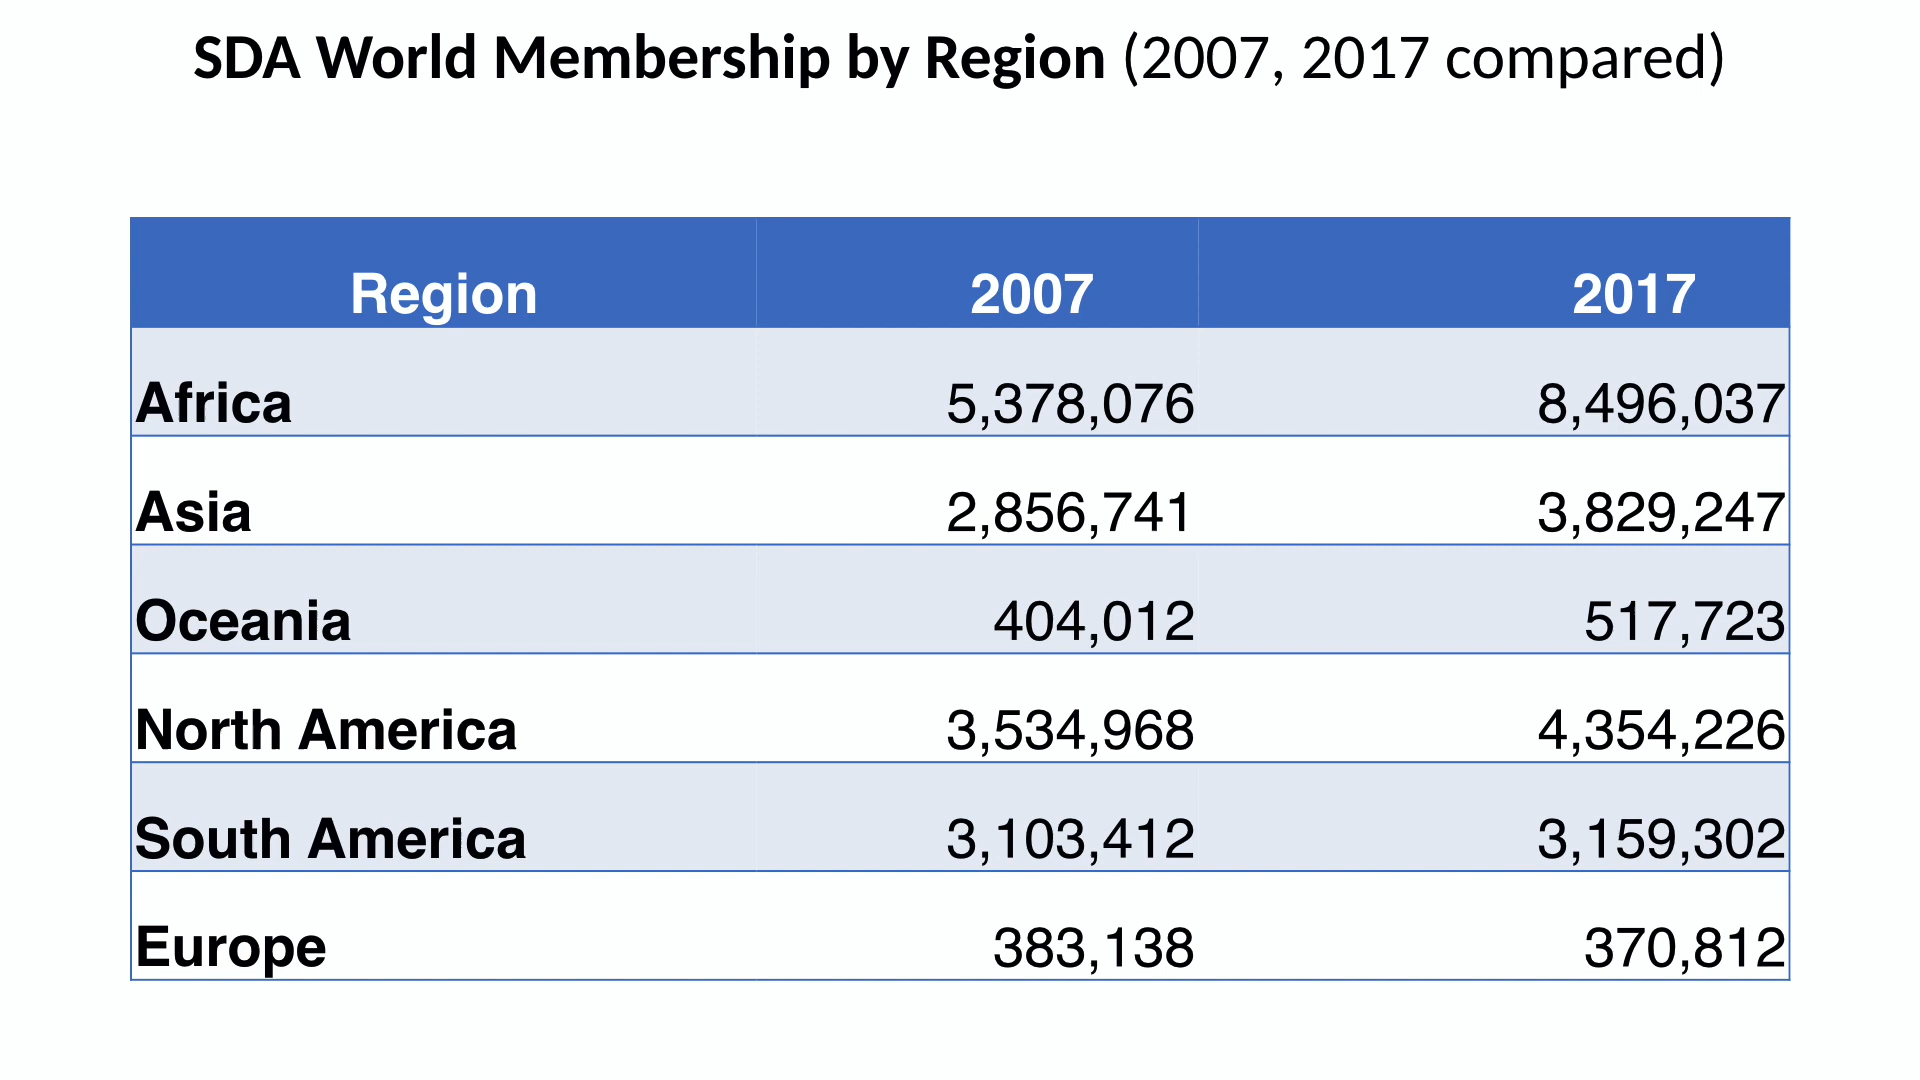 SDA World Membership by Region (2007, 2017 compared)
Region 2007 2017
Africa 5,378,076 8,496,037
Asia 2,856,741 3,829,247
Oceania 404,012 517,723
North America 3,534,968 4,354,226
South America 3,103,412 3,159,302
Europe 383,138 370,812